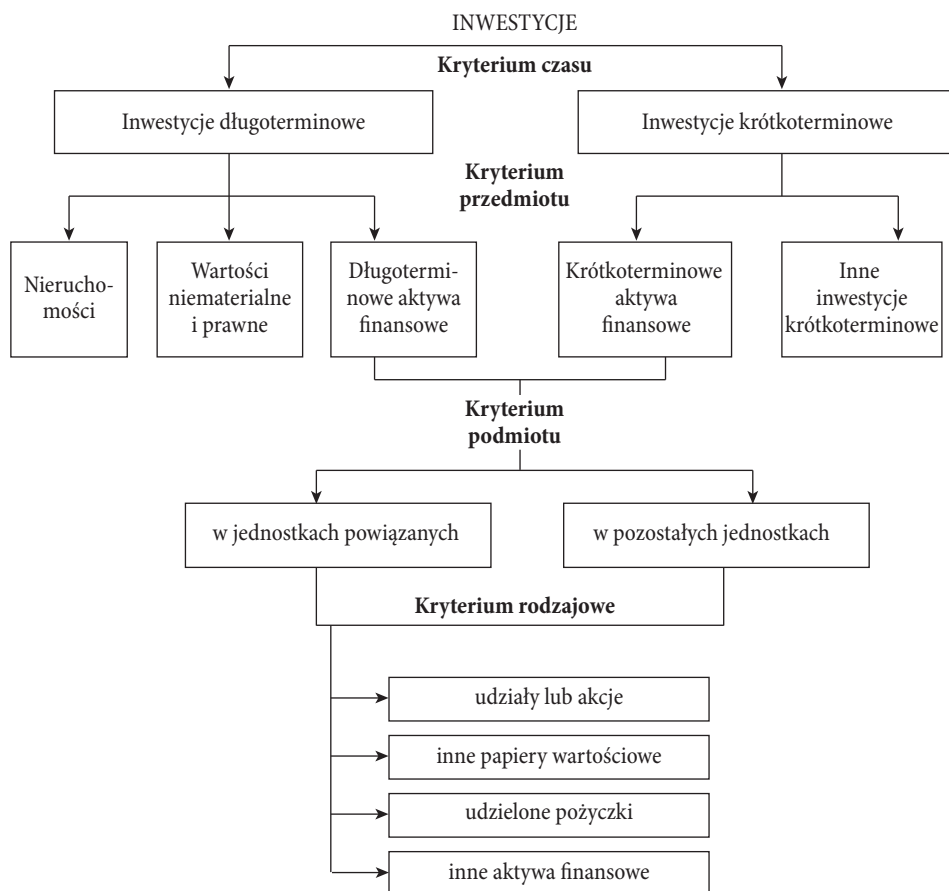 INWESTYCJE
Kryterium czasu
Inwestycje długoterminowe
Inwestycje krótkoterminowe
Kryterium
przedmiotu
Nierucho-
mości
Wartości
niematerialne
i prawne
Długotermi-
nowe aktywa
finansowe
Krótkoterminowe
aktywa
finansowe
Inne
inwestycje
krótkoterminowe
Kryterium
podmiotu
w jednostkach powiązanych
w pozostałych jednostkach
Kryterium rodzajowe
udziały lub akcje
inne papiery wartościowe
udzielone pożyczki
inne aktywa finansowe